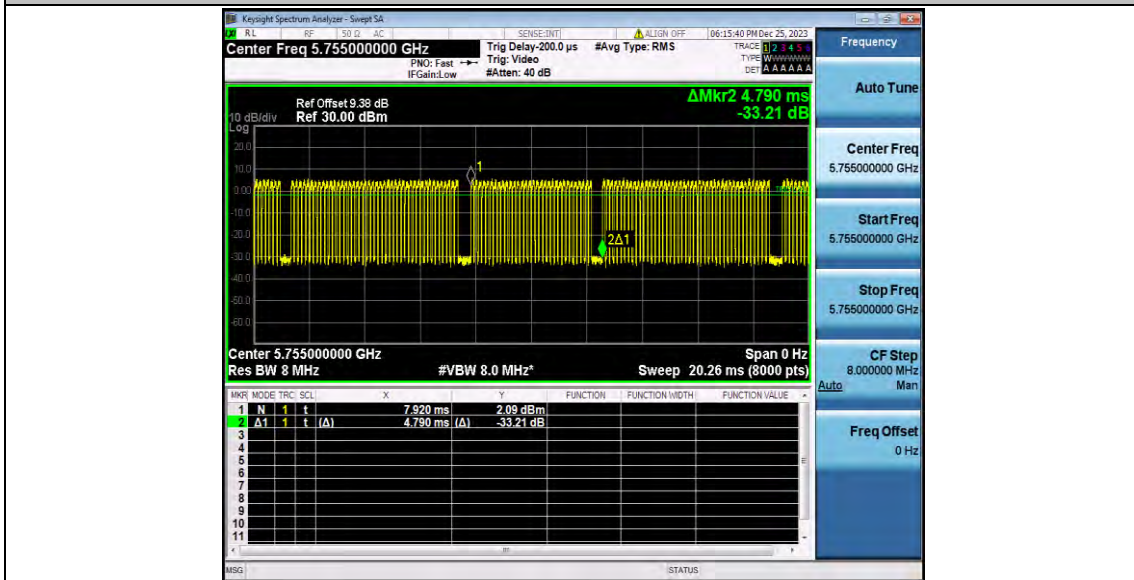 Keysight Spectrum Analyzer - Swept SA
RL RF 50 Ω AC SENSE:INT ALIGN OFF 06:15:40 PM Dec 25, 2023
Center Freq 5.755000000 GHz
PNO: Fast
IFGain:Low
Trig Delay-200.0 µs
Trig: Video
#Atten: 40 dB
#Avg Type: RMS
TRACE 1 2 3 4 5 6
TYPE W
DET A A A A A A
ΔMkr2 4.790 ms
-33.21 dB
Ref Offset 9.38 dB
10 dB/div Ref 30.00 dBm
Log
20.0
10.0
0.00
-10.0
-20.0
-30.0
-40.0
-50.0
-60.0
1
2Δ1
Center 5.755000000 GHz Span 0 Hz
Res BW 8 MHz #VBW 8.0 MHz* Sweep 20.26 ms (8000 pts)
MKR MODE TRC SCL X Y FUNCTION FUNCTION WIDTH FUNCTION VALUE
1 N 1 t 7.920 ms 2.09 dBm
2 Δ1 1 t (Δ) 4.790 ms (Δ) -33.21 dB
3
4
5
6
7
8
9
10
11
MSG STATUS
Frequency
Auto Tune
Center Freq
5.755000000 GHz
Start Freq
5.755000000 GHz
Stop Freq
5.755000000 GHz
CF Step
8.000000 MHz
Auto Man
Freq Offset
0 Hz